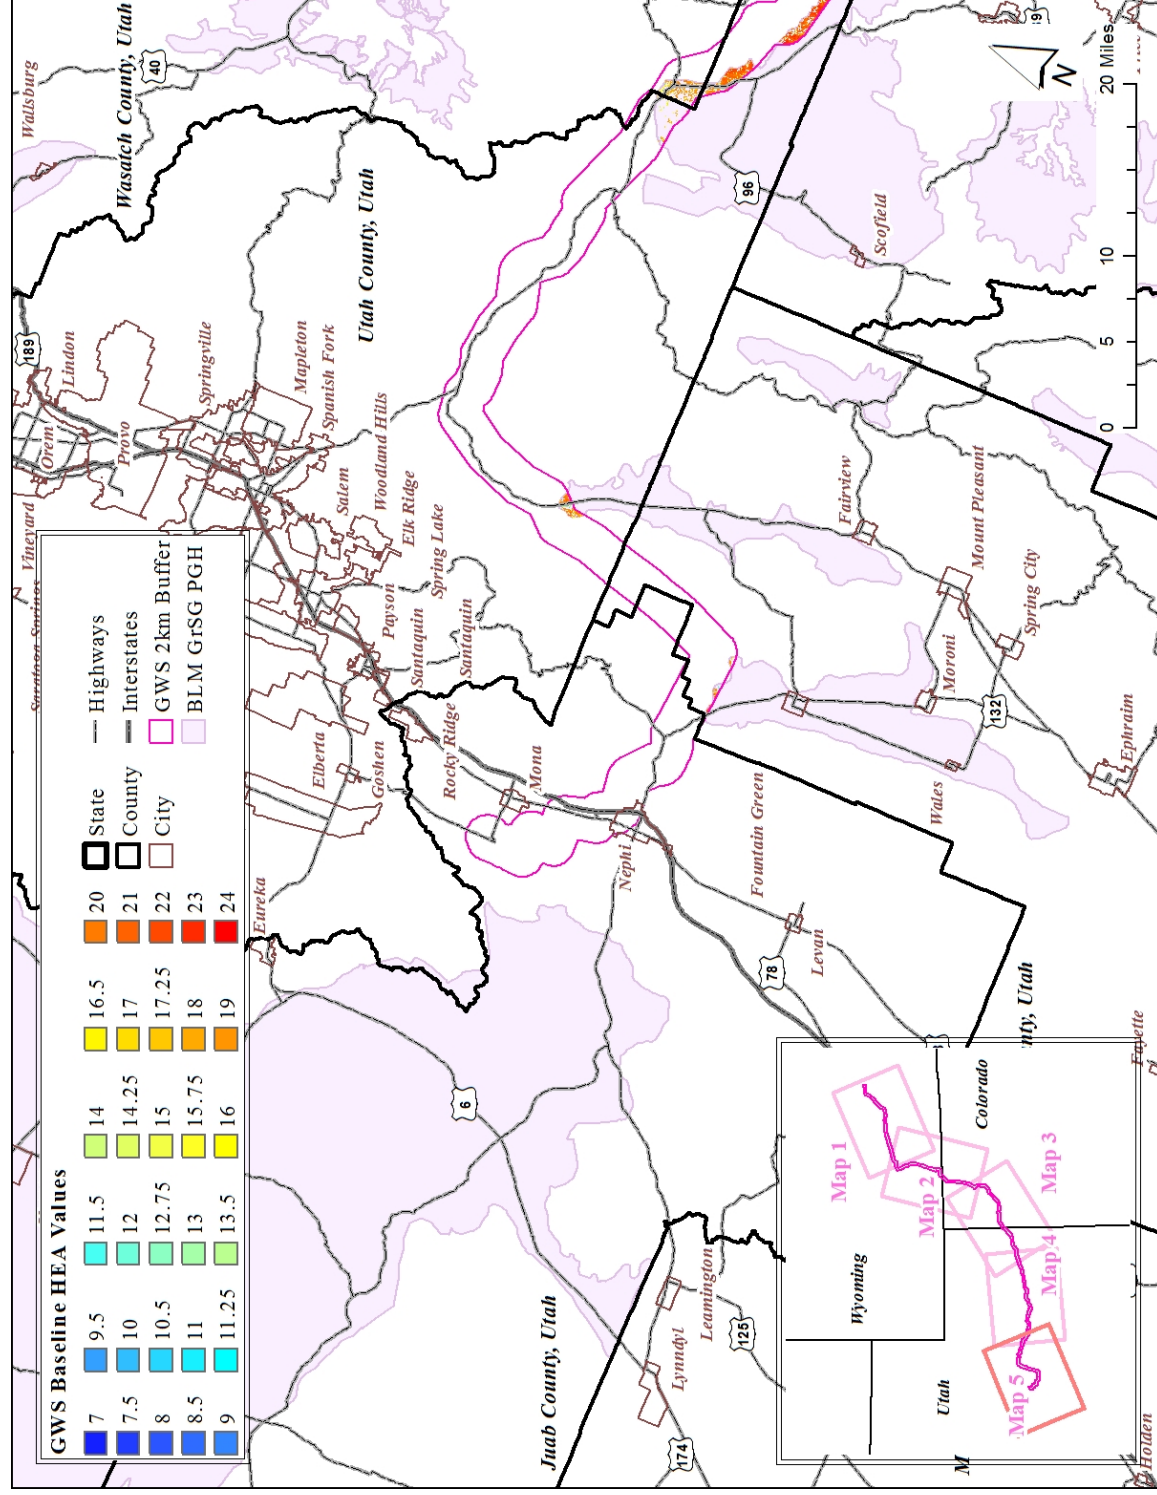 GWS Baseline HEA Values
7
7.5
8
8.5
9
9.5
10
10.5
11
11.25
11.5
12
12.75
13
13.5
14
14.25
15
15.75
16
16.5
17
17.25
18
19
20
21
22
23
24
State
County
City
Highways
Interstates
GWS 2km Buffer
BLM GrSG PGH
Wallsburg
Wasatch County, Utah
40
189
Lindon
Orem
Vineyard
Provo
Springville
Mapleton
Spanish Fork
Utah County, Utah
Salem
Woodland Hills
Elk Ridge
Spring Lake
Payson
Santaquin
Santaquin
Elberta
Goshen
Rocky Ridge
Mona
Eureka
Nephi
Fountain Green
Levan
78
6
Fairview
Mount Pleasant
Spring City
Moroni
132
Wales
Ephraim
Scofield
96
Juab County, Utah
Lynndyl
Leamington
125
174
Holden
Fayette
nty, Utah
M
Wyoming
Utah
Colorado
Map 1
Map 2
Map 3
Map 4
Map 5
N
0
5
10
20 Miles